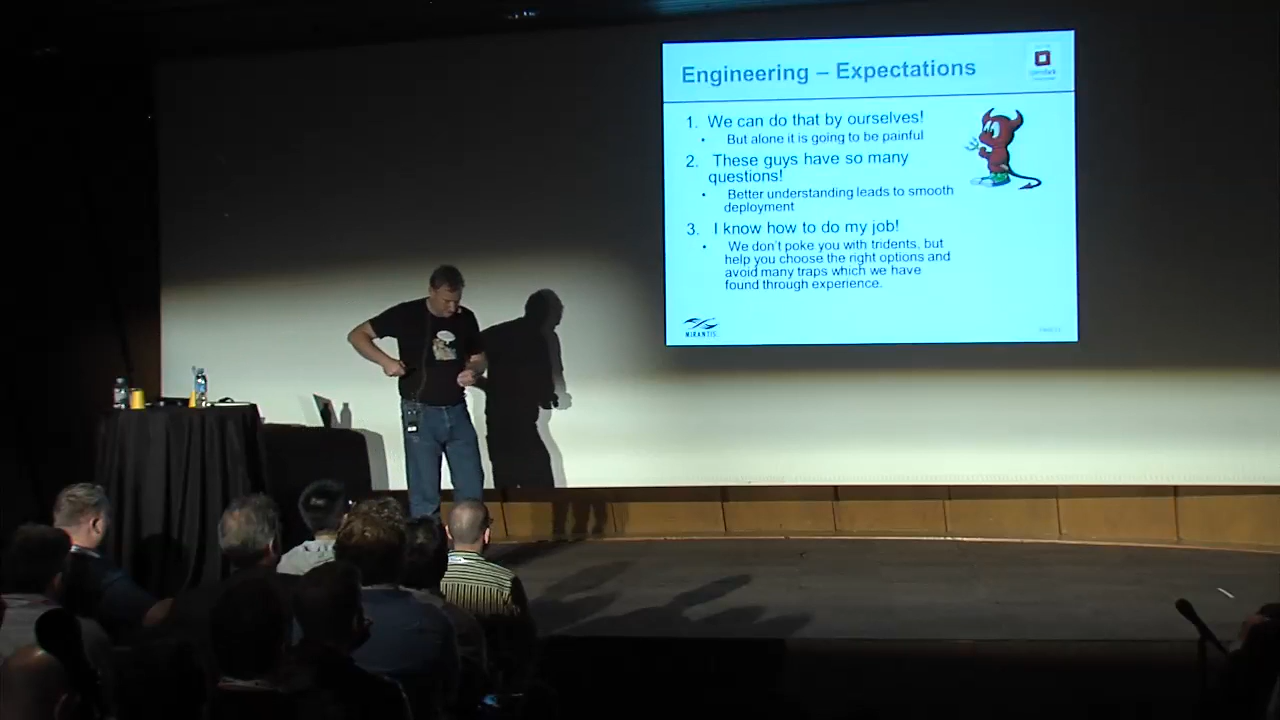 Engineering – Expectations
openstack
1. We can do that by ourselves!
• But alone it is going to be painful
2. These guys have so many
questions!
• Better understanding leads to smooth
deployment
3. I know how to do my job!
• We don't poke you with tridents, but
help you choose the right options and
avoid many traps which we have
found through experience.
MIRANTIS